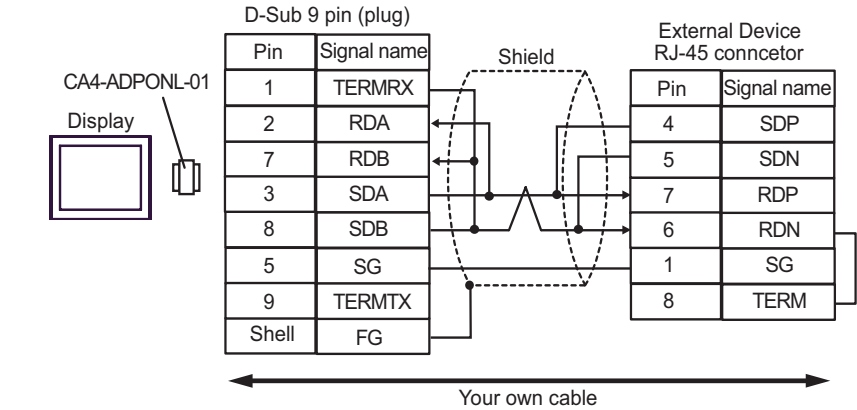 D-Sub 9 pin (plug)
Pin Signal name
1 TERMRX
2 RDA
7 RDB
3 SDA
8 SDB
5 SG
9 TERMTX
Shell FG
CA4-ADPONL-01
Display
Shield
External Device
RJ-45 conncetor
Pin Signal name
4 SDP
5 SDN
7 RDP
6 RDN
1 SG
8 TERM
Your own cable